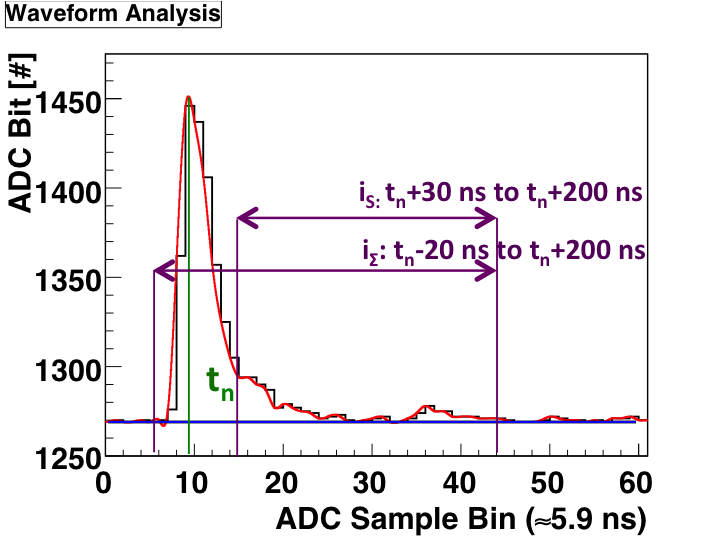 Waveform Analysis
ADC Bit [#]
1450
1400
1350
1300
1250
iS: tn+30 ns to tn+200 ns
iΣ: tn-20 ns to tn+200 ns
tn
0 10 20 30 40 50 60
ADC Sample Bin (≈5.9 ns)